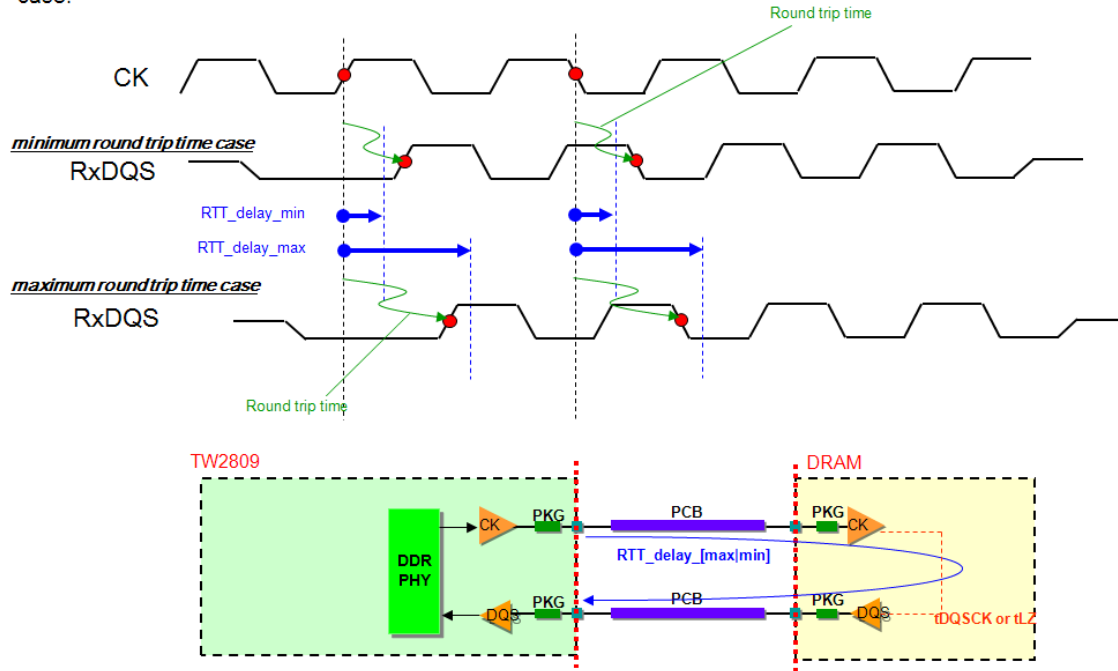 case.
Round trip time
CK
minimum round trip time case
RxDQS
RTT_delay_min
RTT_delay_max
maximum round trip time case
RxDQS
Round trip time
TW2809
DRAM
CK
PKG
PCB
PKG
CK
DDR
PHY
RTT_delay_[max|min]
DQS
PKG
PCB
PKG
DQS
tDQSCK or tLZ